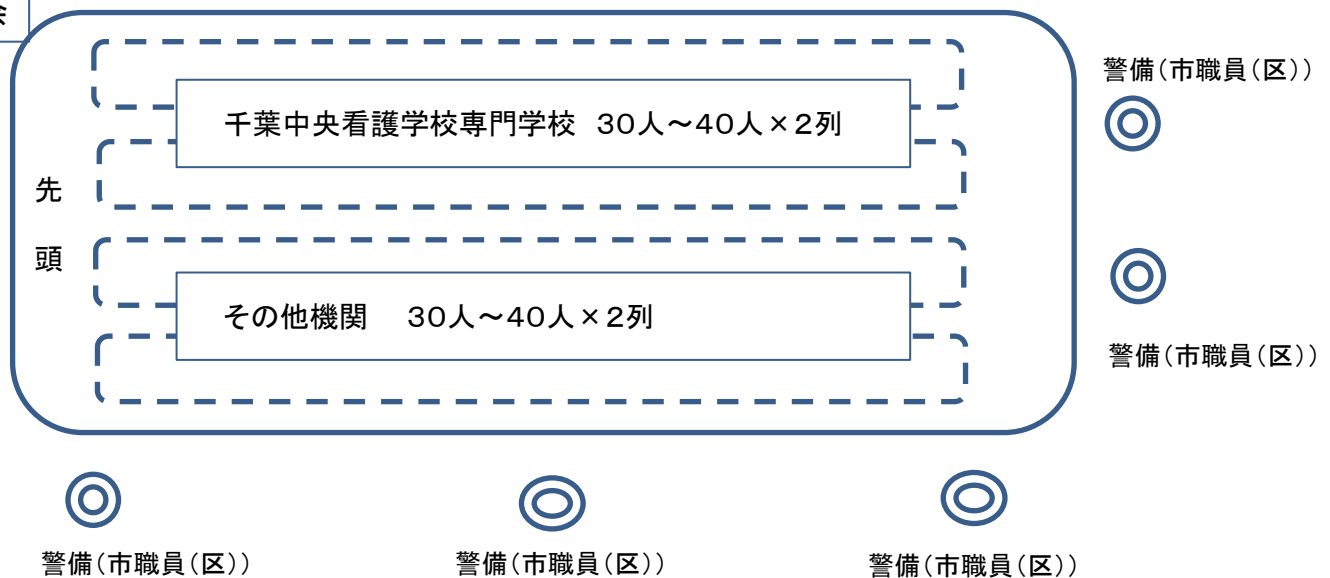 会
警備(市職員(区))
千葉中央看護学校専門学校 30人~40人×2列
先
頭
その他機関 30人~40人×2列
警備(市職員(区))
警備(市職員(区))
警備(市職員(区))
警備(市職員(区))